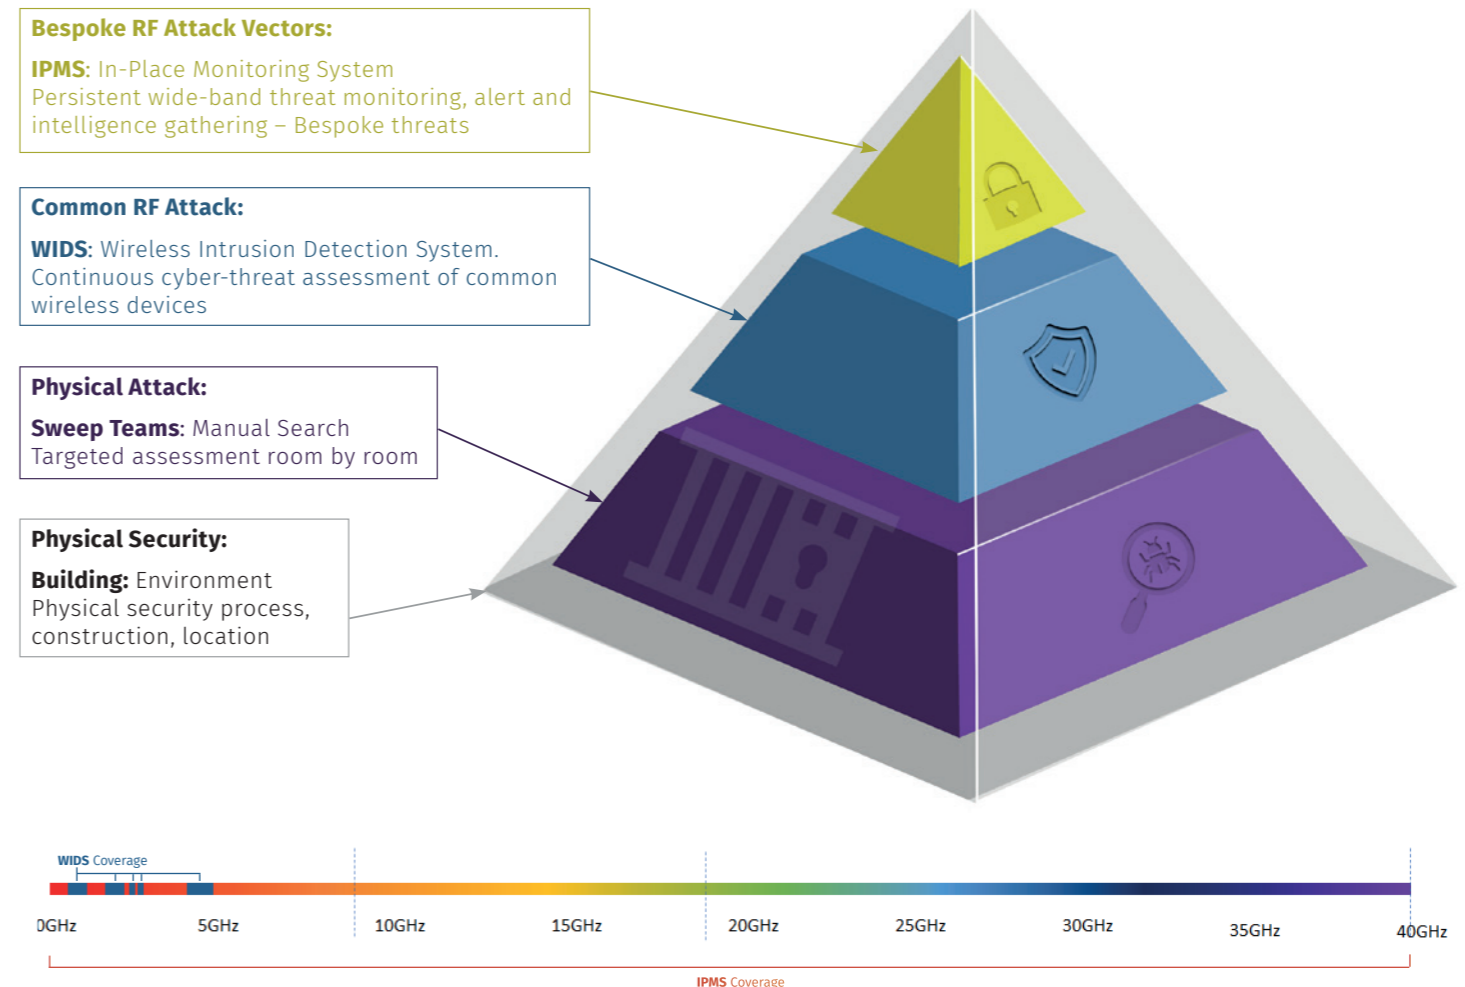 Bespoke RF Attack Vectors:
IPMS: In-Place Monitoring System
Persistent wide-band threat monitoring, alert and
intelligence gathering – Bespoke threats
Common RF Attack:
WIDS: Wireless Intrusion Detection System.
Continuous cyber-threat assessment of common
wireless devices
Physical Attack:
Sweep Teams: Manual Search
Targeted assessment room by room
Physical Security:
Building: Environment
Physical security process,
construction, location
WIDS Coverage
0GHz 5GHz 10GHz 15GHz 20GHz 25GHz 30GHz 35GHz 40GHz
IPMS Coverage